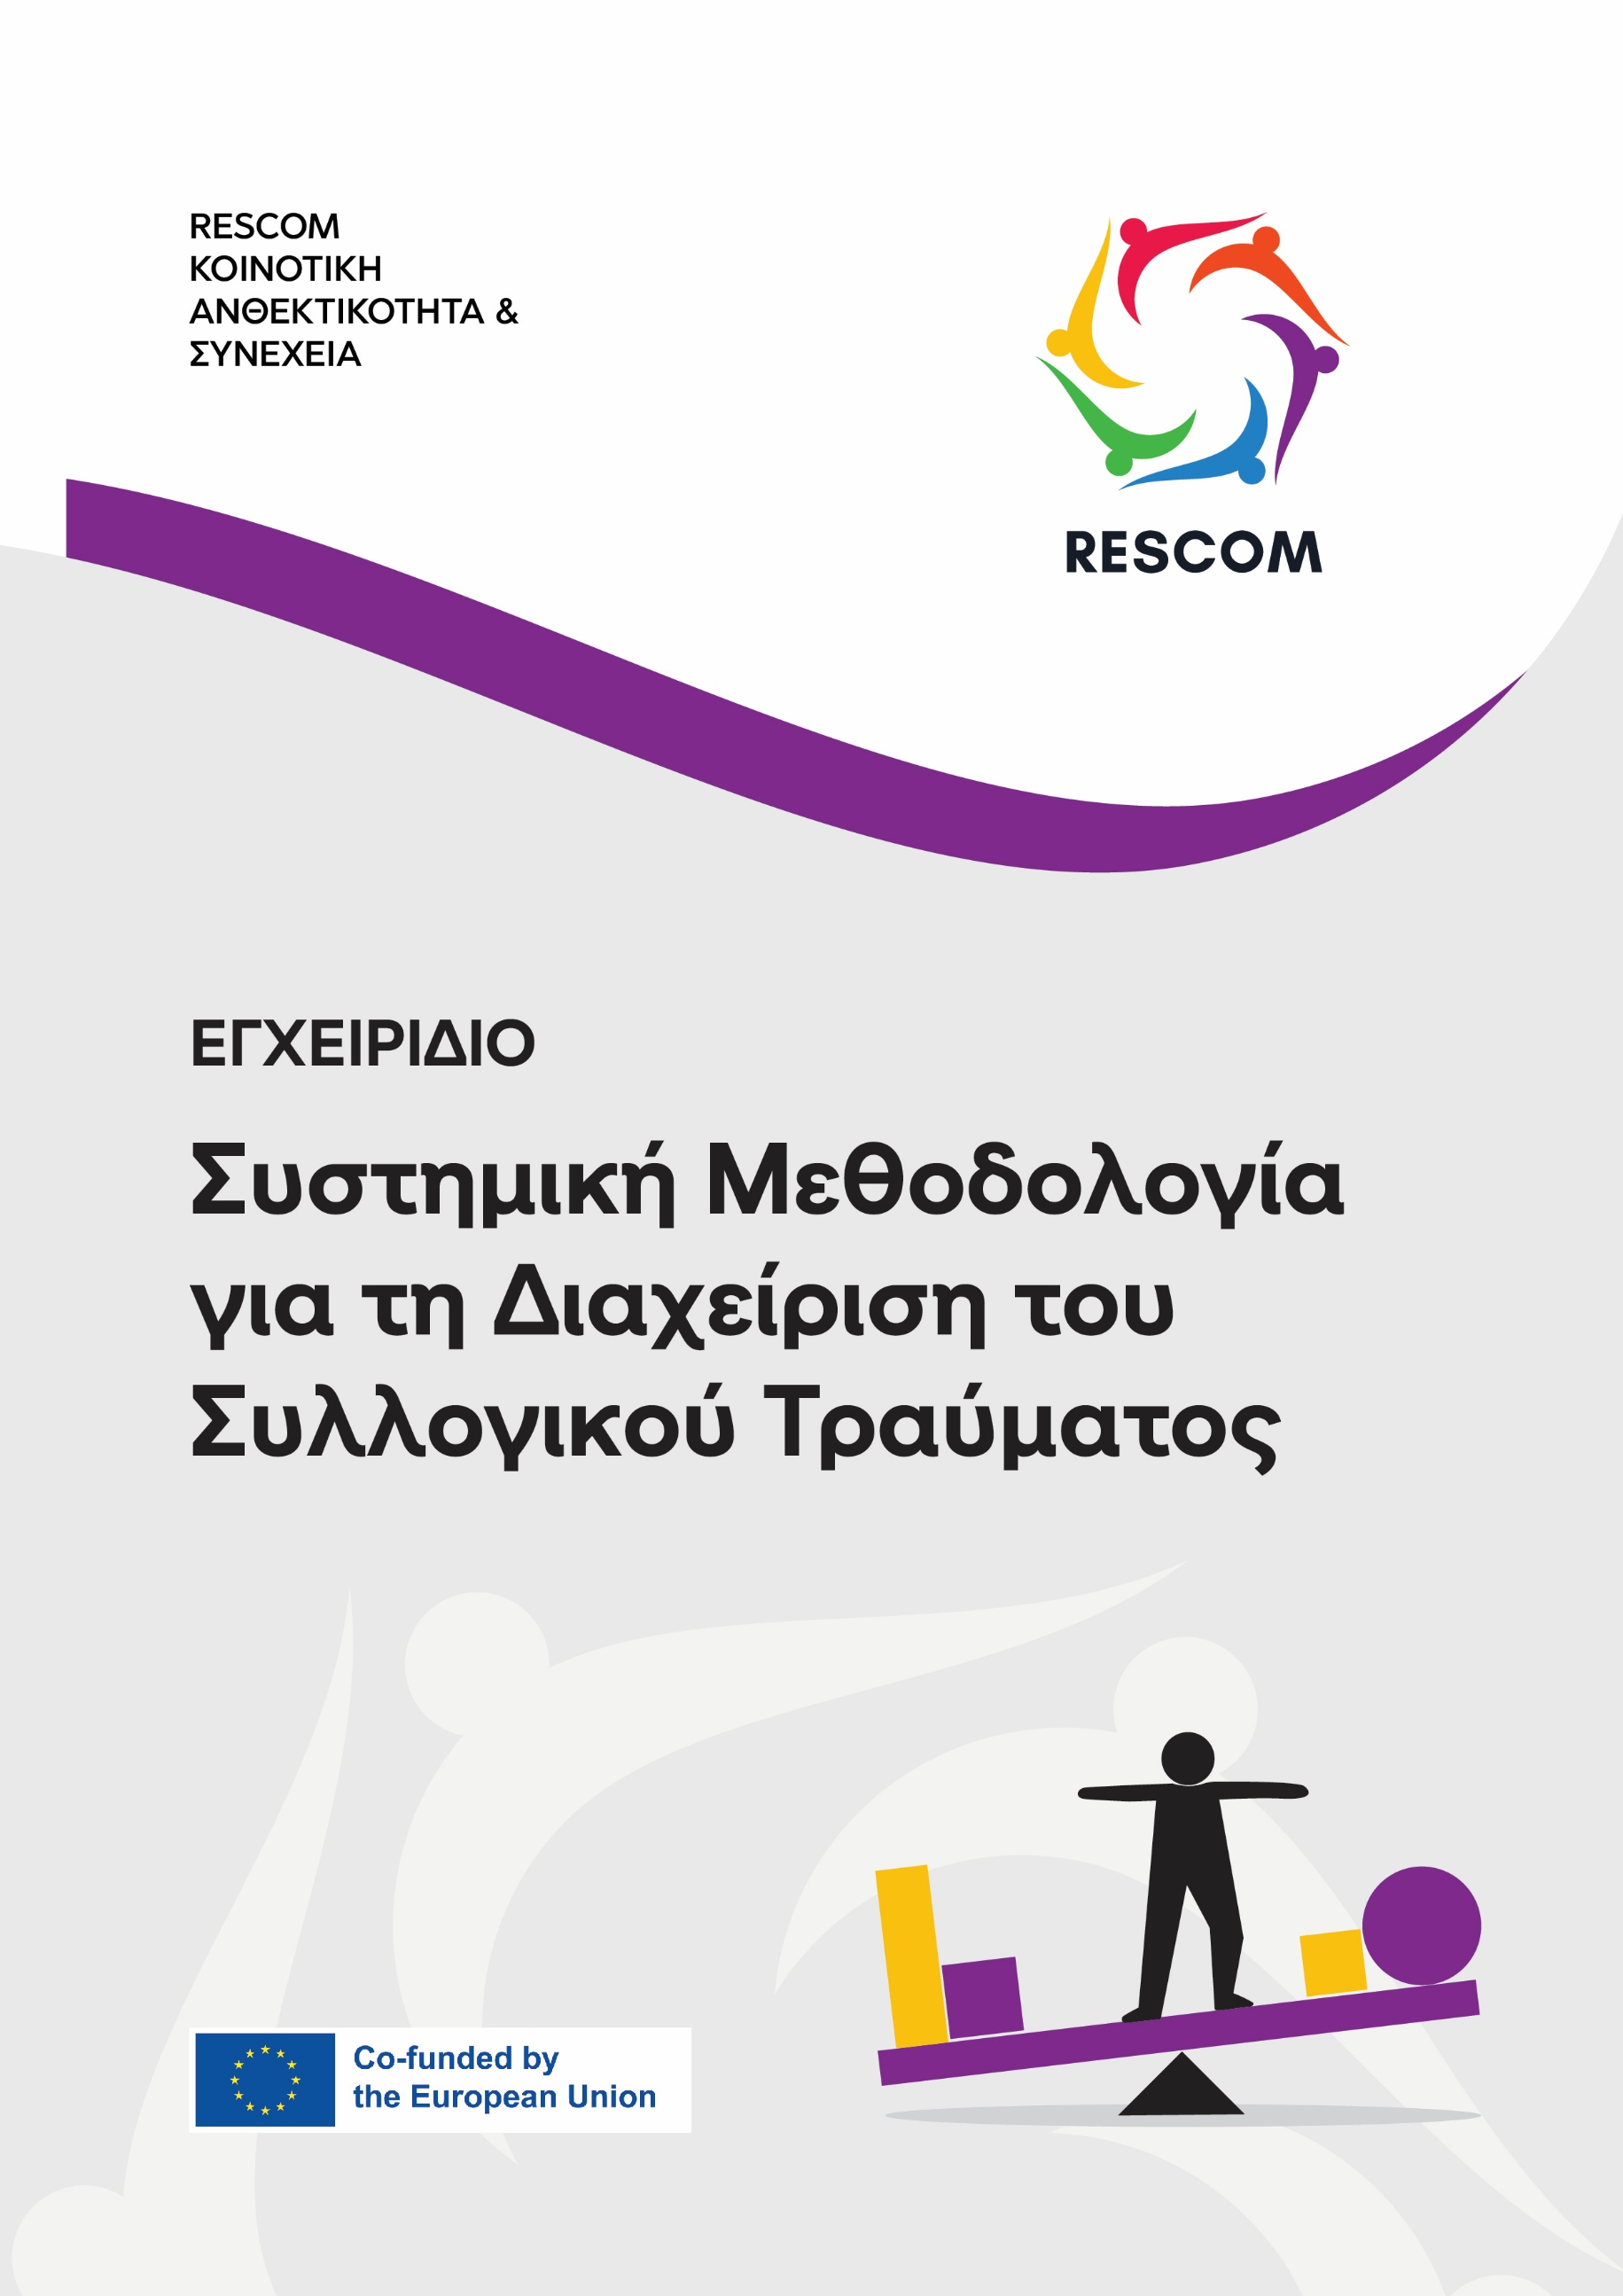 RESCOM
ΚΟΙΝΟΤΙΚΗ
ΑΝΘΕΚΤΙΚΟΤΗΤΑ &
ΣΥΝΕΧΕΙΑ
RESCOM
ΕΓΧΕΙΡΙΔΙΟ
Συστημική Μεθοδολογία
για τη Διαχείριση του
Συλλογικού Τραύματος
Co-funded by
the European Union